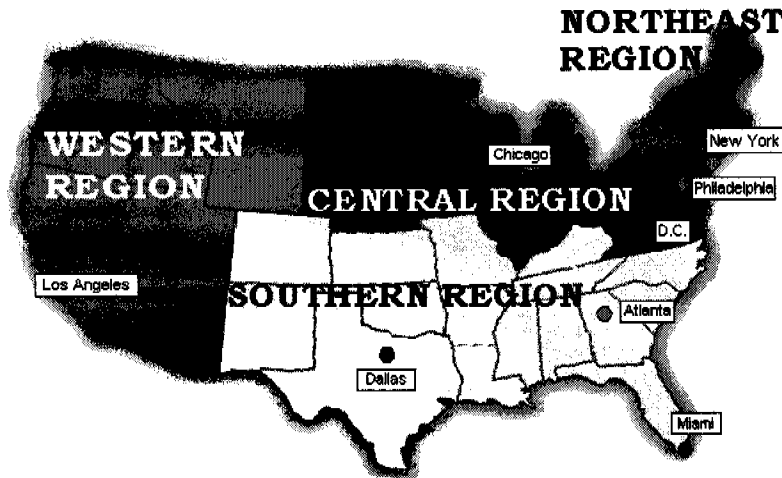 NORTHEAST
REGION
WESTERN
REGION
Chicago
New York
Philadelphia
CENTRAL REGION
D.C.
Los Angeles
SOUTHERN REGION
Atlanta
Dallas
Miami